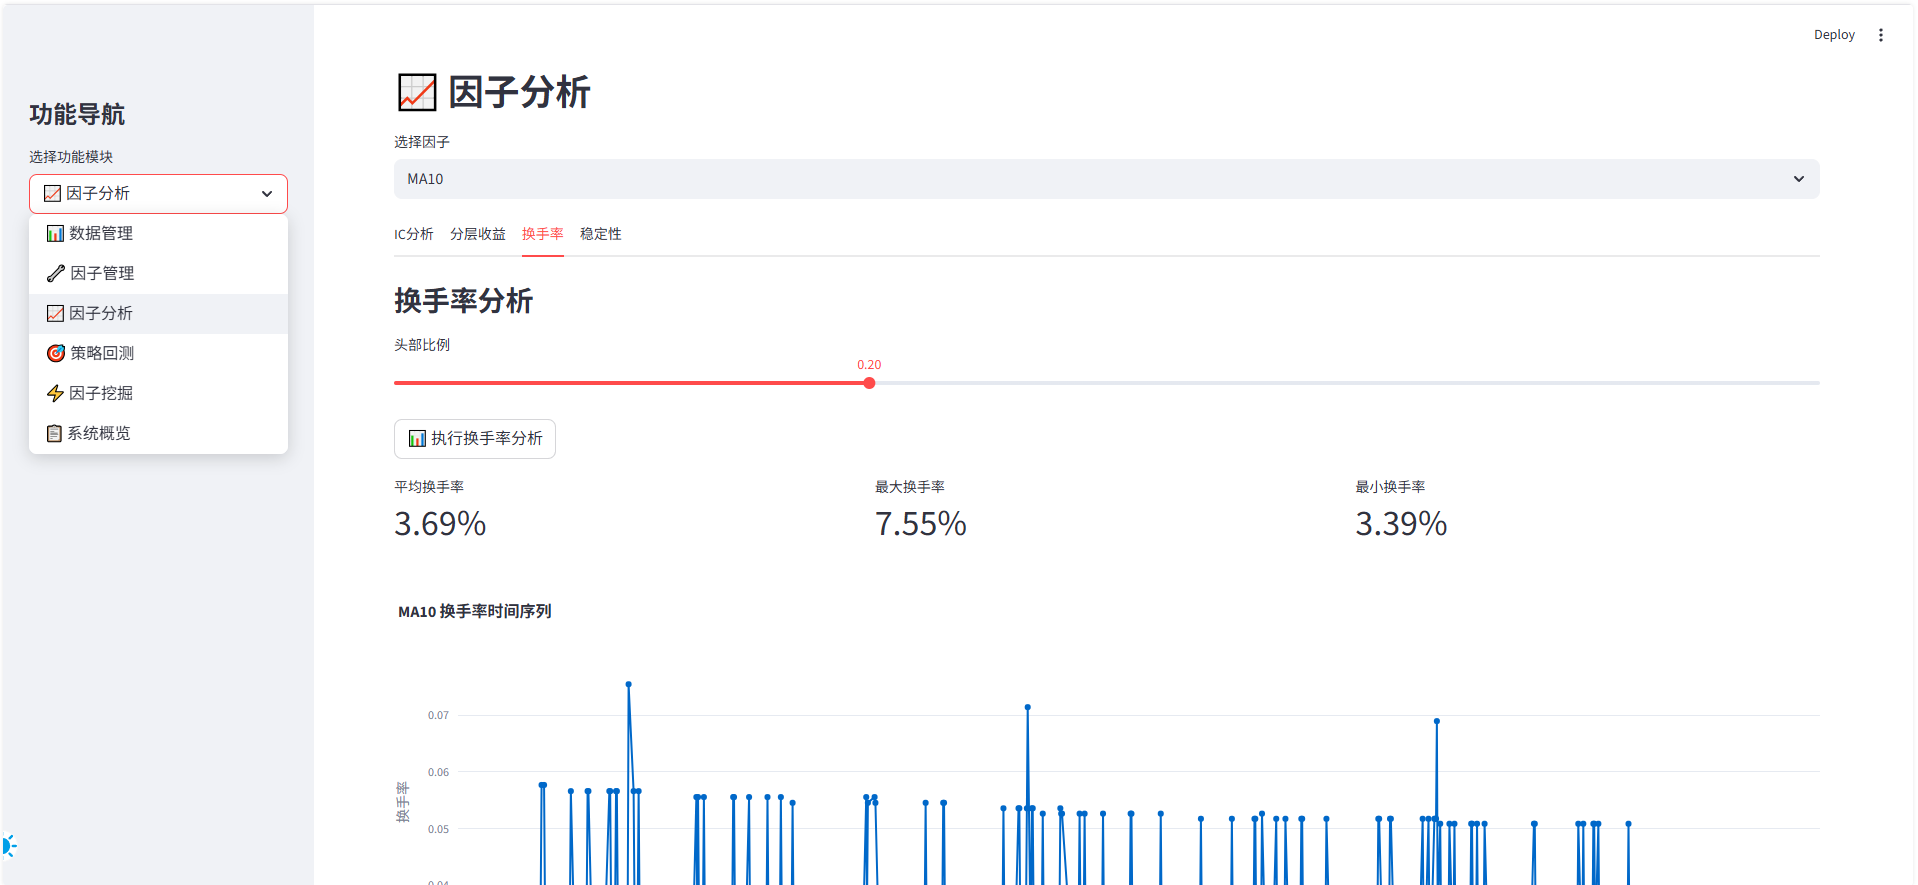 Deploy
功能导航
选择功能模块
因子分析
数据管理
因子管理
因子分析
策略回测
因子挖掘
系统概览
因子分析
选择因子
MA10
IC分析 分层收益 换手率 稳定性
换手率分析
头部比例
0.20
执行换手率分析
平均换手率 最大换手率 最小换手率
3.69% 7.55% 3.39%
MA10 换手率时间序列
换手率
0.07
0.06
0.05
0.04